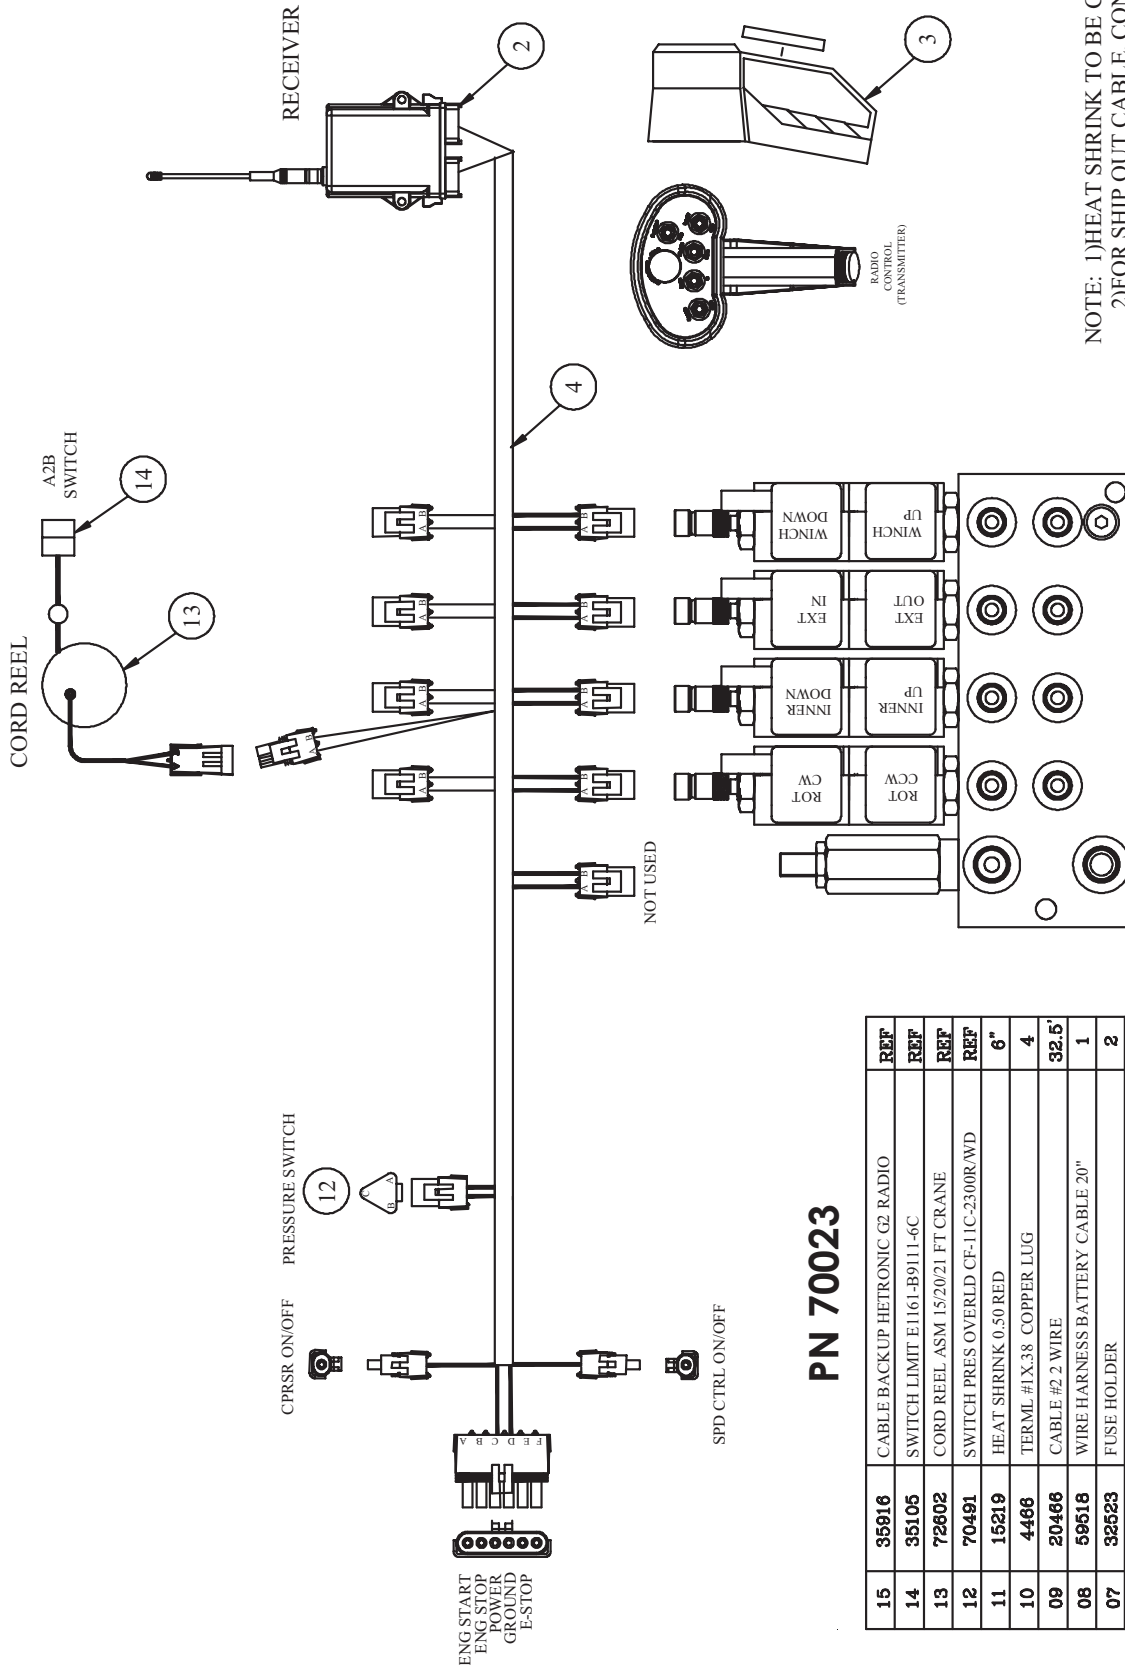 RECEIVER
2
3
RADIO
CONTROL
(TRANSMITTER)
NOTE: 1)HEAT SHRINK TO BE
2)FOR SHIP OUT CABLE,
CORD REEL
A2B
SWITCH
14
13
4
A B
A B
A B
A B
A B
A B
A B
A B
A B
A B
NOT USED
WINCH
DOWN
WINCH
UP
EXT
IN
EXT
OUT
INNER
DOWN
INNER
UP
ROT
CW
ROT
CCW
PRESSURE SWITCH
12
A
B
C
CPRSR ON/OFF
SPD CTRL ON/OFF
A B C D E F
ENG START
ENG STOP
POWER
GROUND
E-STOP
PN 70023
15 35916 CABLE BACKUP HETRONIC G2 RADIO REF
14 35105 SWITCH LIMIT E1161-B9111-6C REF
13 72602 CORD REEL ASM 15/20/21 FT CRANE REF
12 70491 SWITCH PRES OVERLD CF-11C-2300R/WD REF
11 15219 HEAT SHRINK 0.50 RED 6"
10 4466 TERML #1X.38 COPPER LUG 4
09 20466 CABLE #2 2 WIRE 32.5'
08 59518 WIRE HARNESS BATTERY CABLE 20" 1
07 32523 FUSE HOLDER 2